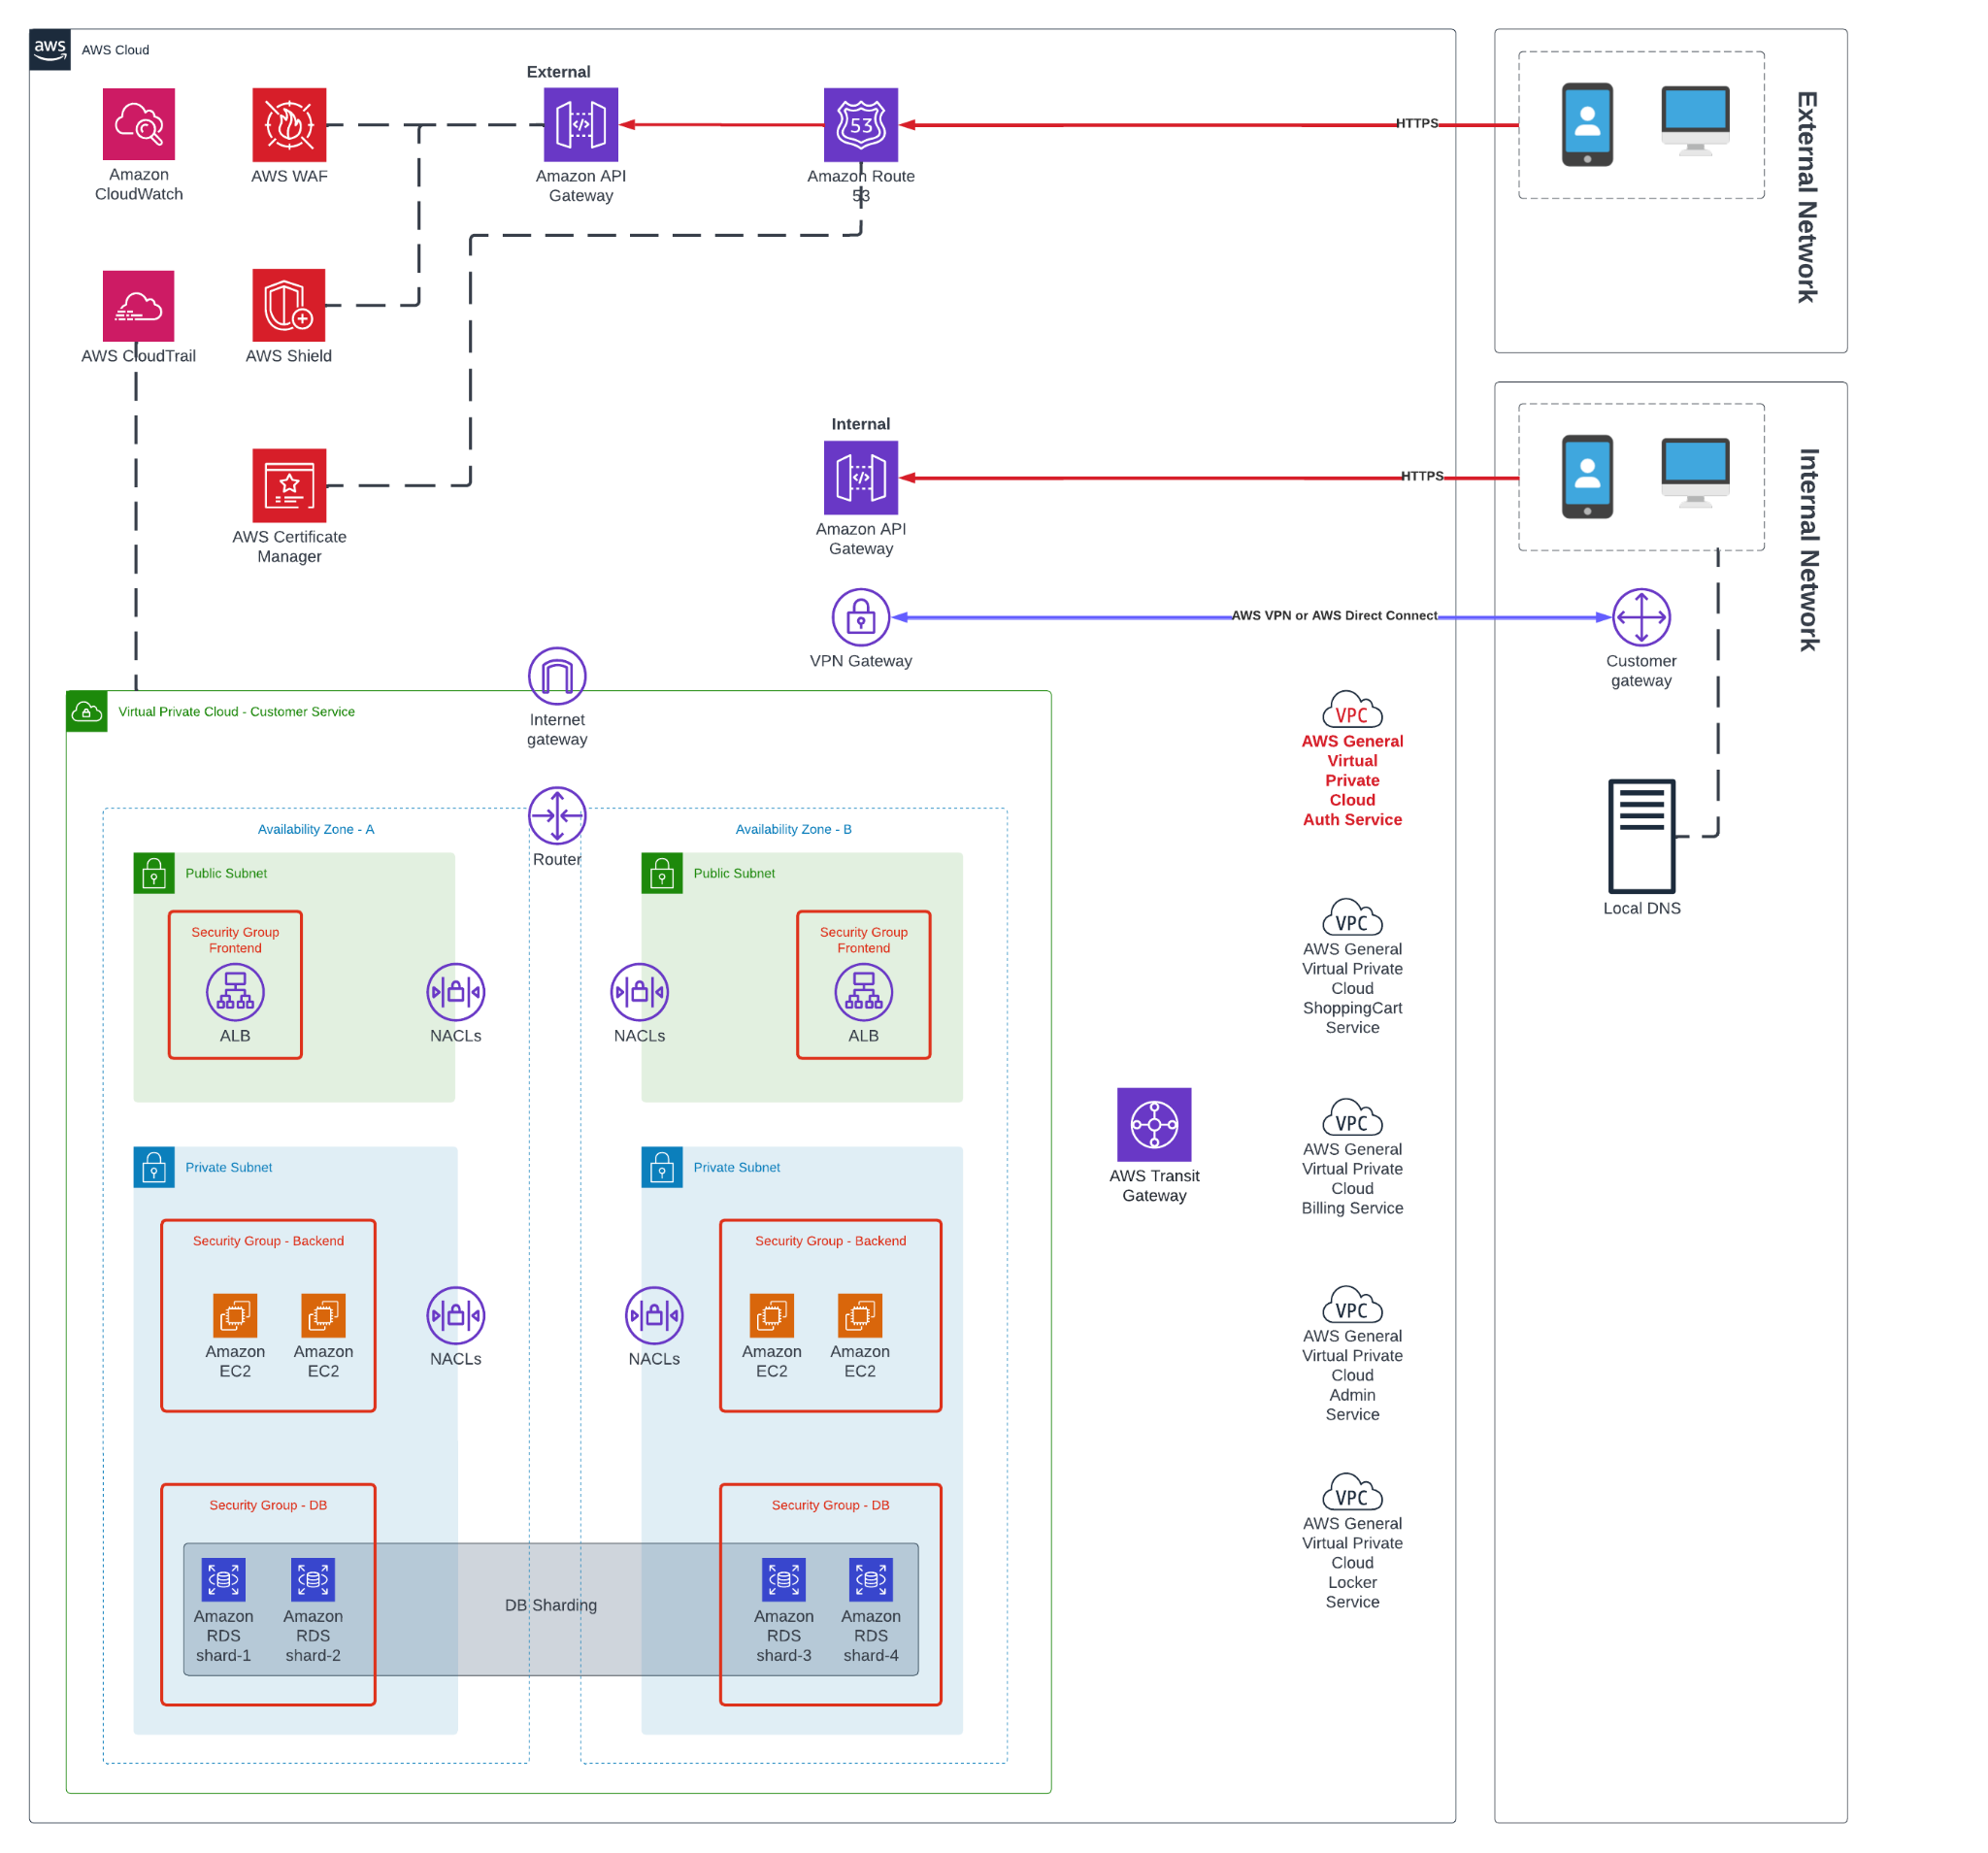 aws
AWS Cloud
External
Amazon
CloudWatch
AWS WAF
Amazon API
Gateway
53
Amazon Route
53
HTTPS
External Network
AWS CloudTrail
AWS Shield
Internal
AWS Certificate
Manager
Amazon API
Gateway
HTTPS
Internal Network
VPN Gateway
AWS VPN or AWS Direct Connect
Customer
gateway
Local DNS
Virtual Private Cloud - Customer Service
Internet
gateway
Router
Availability Zone - A
Availability Zone - B
Public Subnet
Public Subnet
Security Group
Frontend
ALB
NACLs
NACLs
Security Group
Frontend
ALB
Private Subnet
Private Subnet
Security Group - Backend
Amazon
EC2
Amazon
EC2
NACLs
NACLs
Security Group - Backend
Amazon
EC2
Amazon
EC2
Security Group - DB
Security Group - DB
Amazon
RDS
shard-1
Amazon
RDS
shard-2
DB Sharding
Amazon
RDS
shard-3
Amazon
RDS
shard-4
AWS Transit
Gateway
VPC
AWS General
Virtual
Private
Cloud
Auth Service
VPC
AWS General
Virtual Private
Cloud
ShoppingCart
Service
VPC
AWS General
Virtual Private
Cloud
Billing Service
VPC
AWS General
Virtual Private
Cloud
Admin
Service
VPC
AWS General
Virtual Private
Cloud
Locker
Service